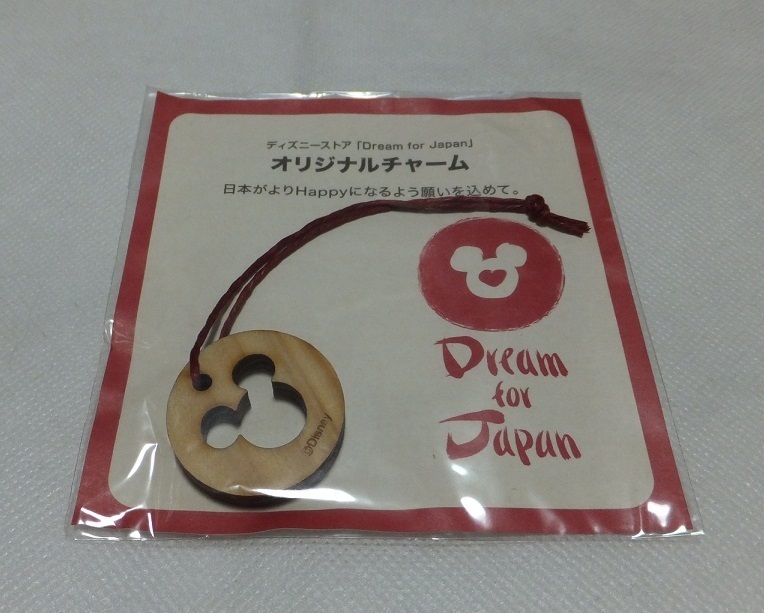 ディズニーストア「Dream for Japan」
オリジナルチャーム
日本がよりHappyになるよう願いを込めて。
Dream
for
Japan
©Disney